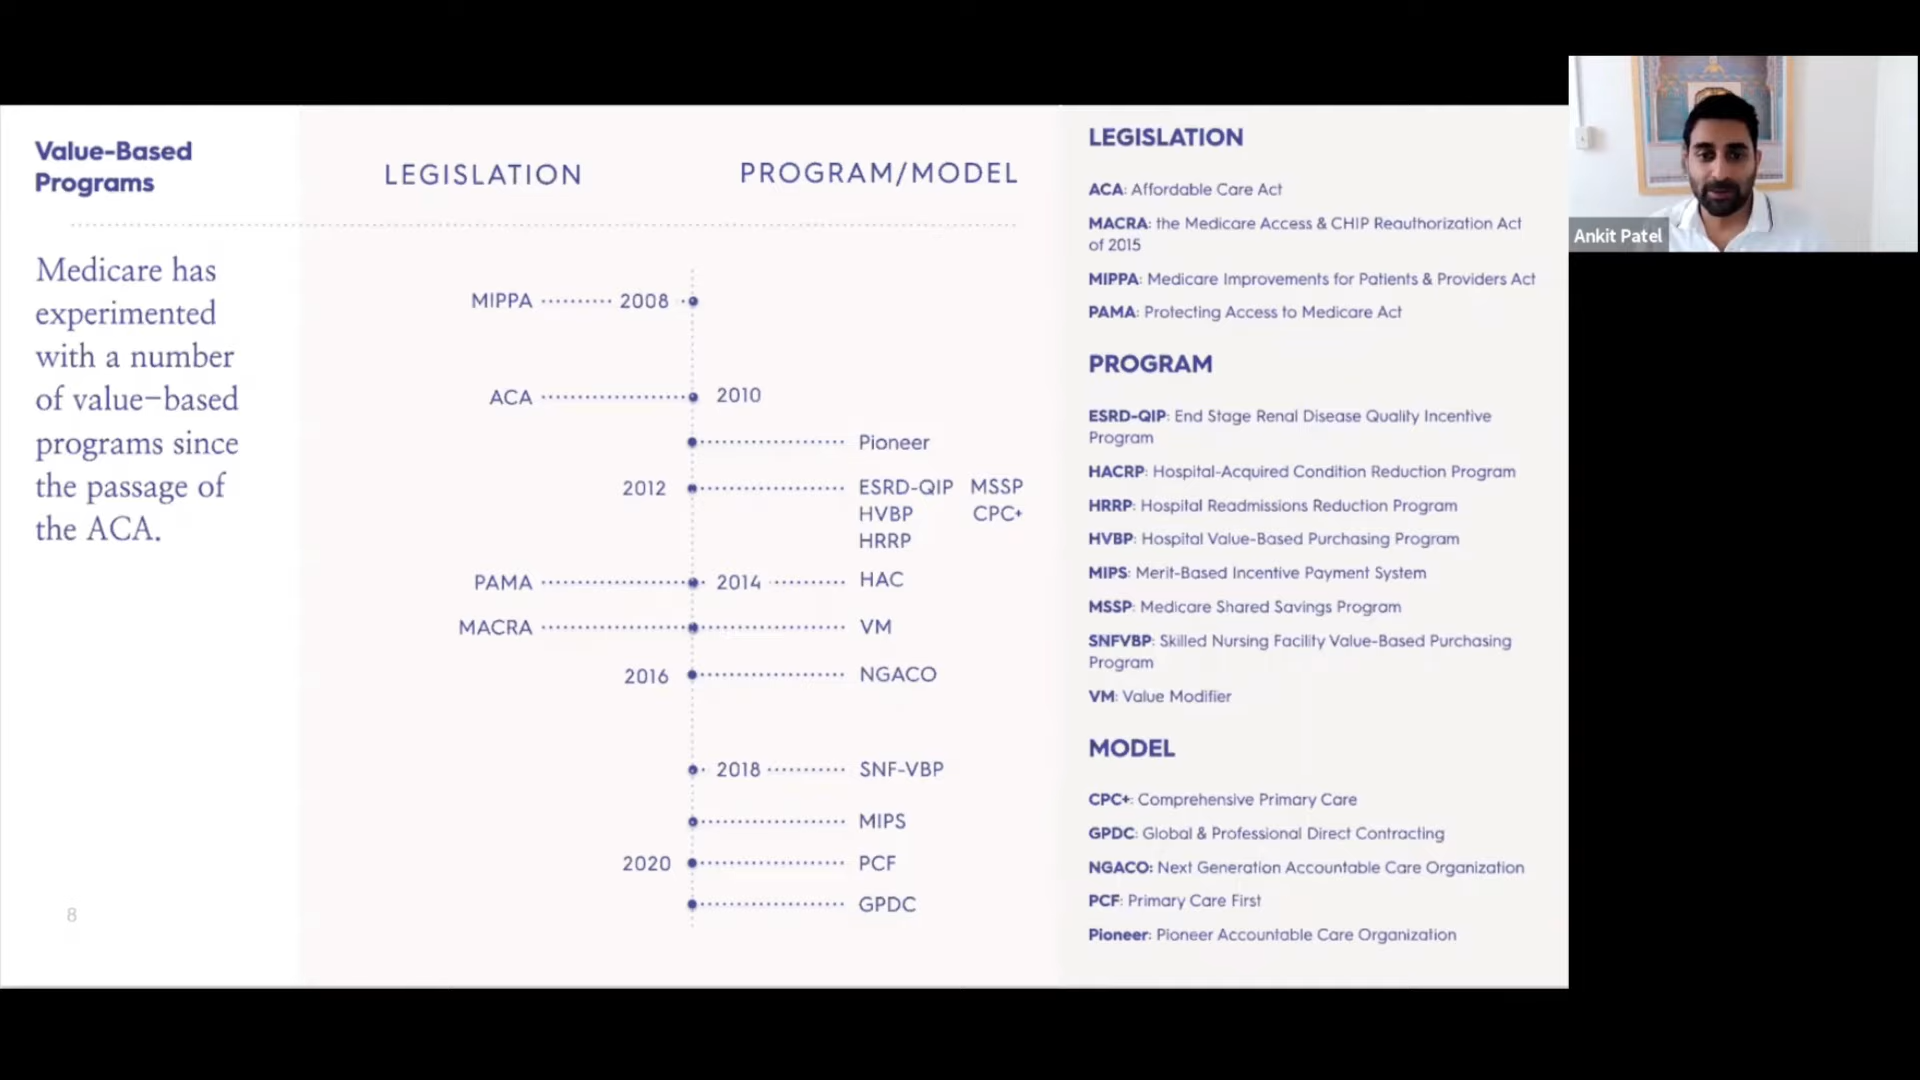 Value-Based
Programs
Medicare has
experimented
with a number
of value-based
programs since
the passage of
the ACA.
8
LEGISLATION PROGRAM/MODEL
MIPPA 2008
ACA 2010
Pioneer
2012 ESRD-QIP MSSP
HVBP CPC+
HRRP
PAMA 2014 HAC
MACRA VM
2016 NGACO
2018 SNF-VBP
MIPS
2020 PCF
GPDC
LEGISLATION
ACA: Affordable Care Act
MACRA: the Medicare Access & CHIP Reauthorization Act
of 2015
MIPPA: Medicare Improvements for Patients & Providers Act
PAMA: Protecting Access to Medicare Act
PROGRAM
ESRD-QIP: End Stage Renal Disease Quality Incentive
Program
HACRP: Hospital-Acquired Condition Reduction Program
HRRP: Hospital Readmissions Reduction Program
HVBP: Hospital Value-Based Purchasing Program
MIPS: Merit-Based Incentive Payment System
MSSP: Medicare Shared Savings Program
SNFVBP: Skilled Nursing Facility Value-Based Purchasing
Program
VM: Value Modifier
MODEL
CPC+: Comprehensive Primary Care
GPDC: Global & Professional Direct Contracting
NGACO: Next Generation Accountable Care Organization
PCF: Primary Care First
Pioneer: Pioneer Accountable Care Organization
Ankit Patel